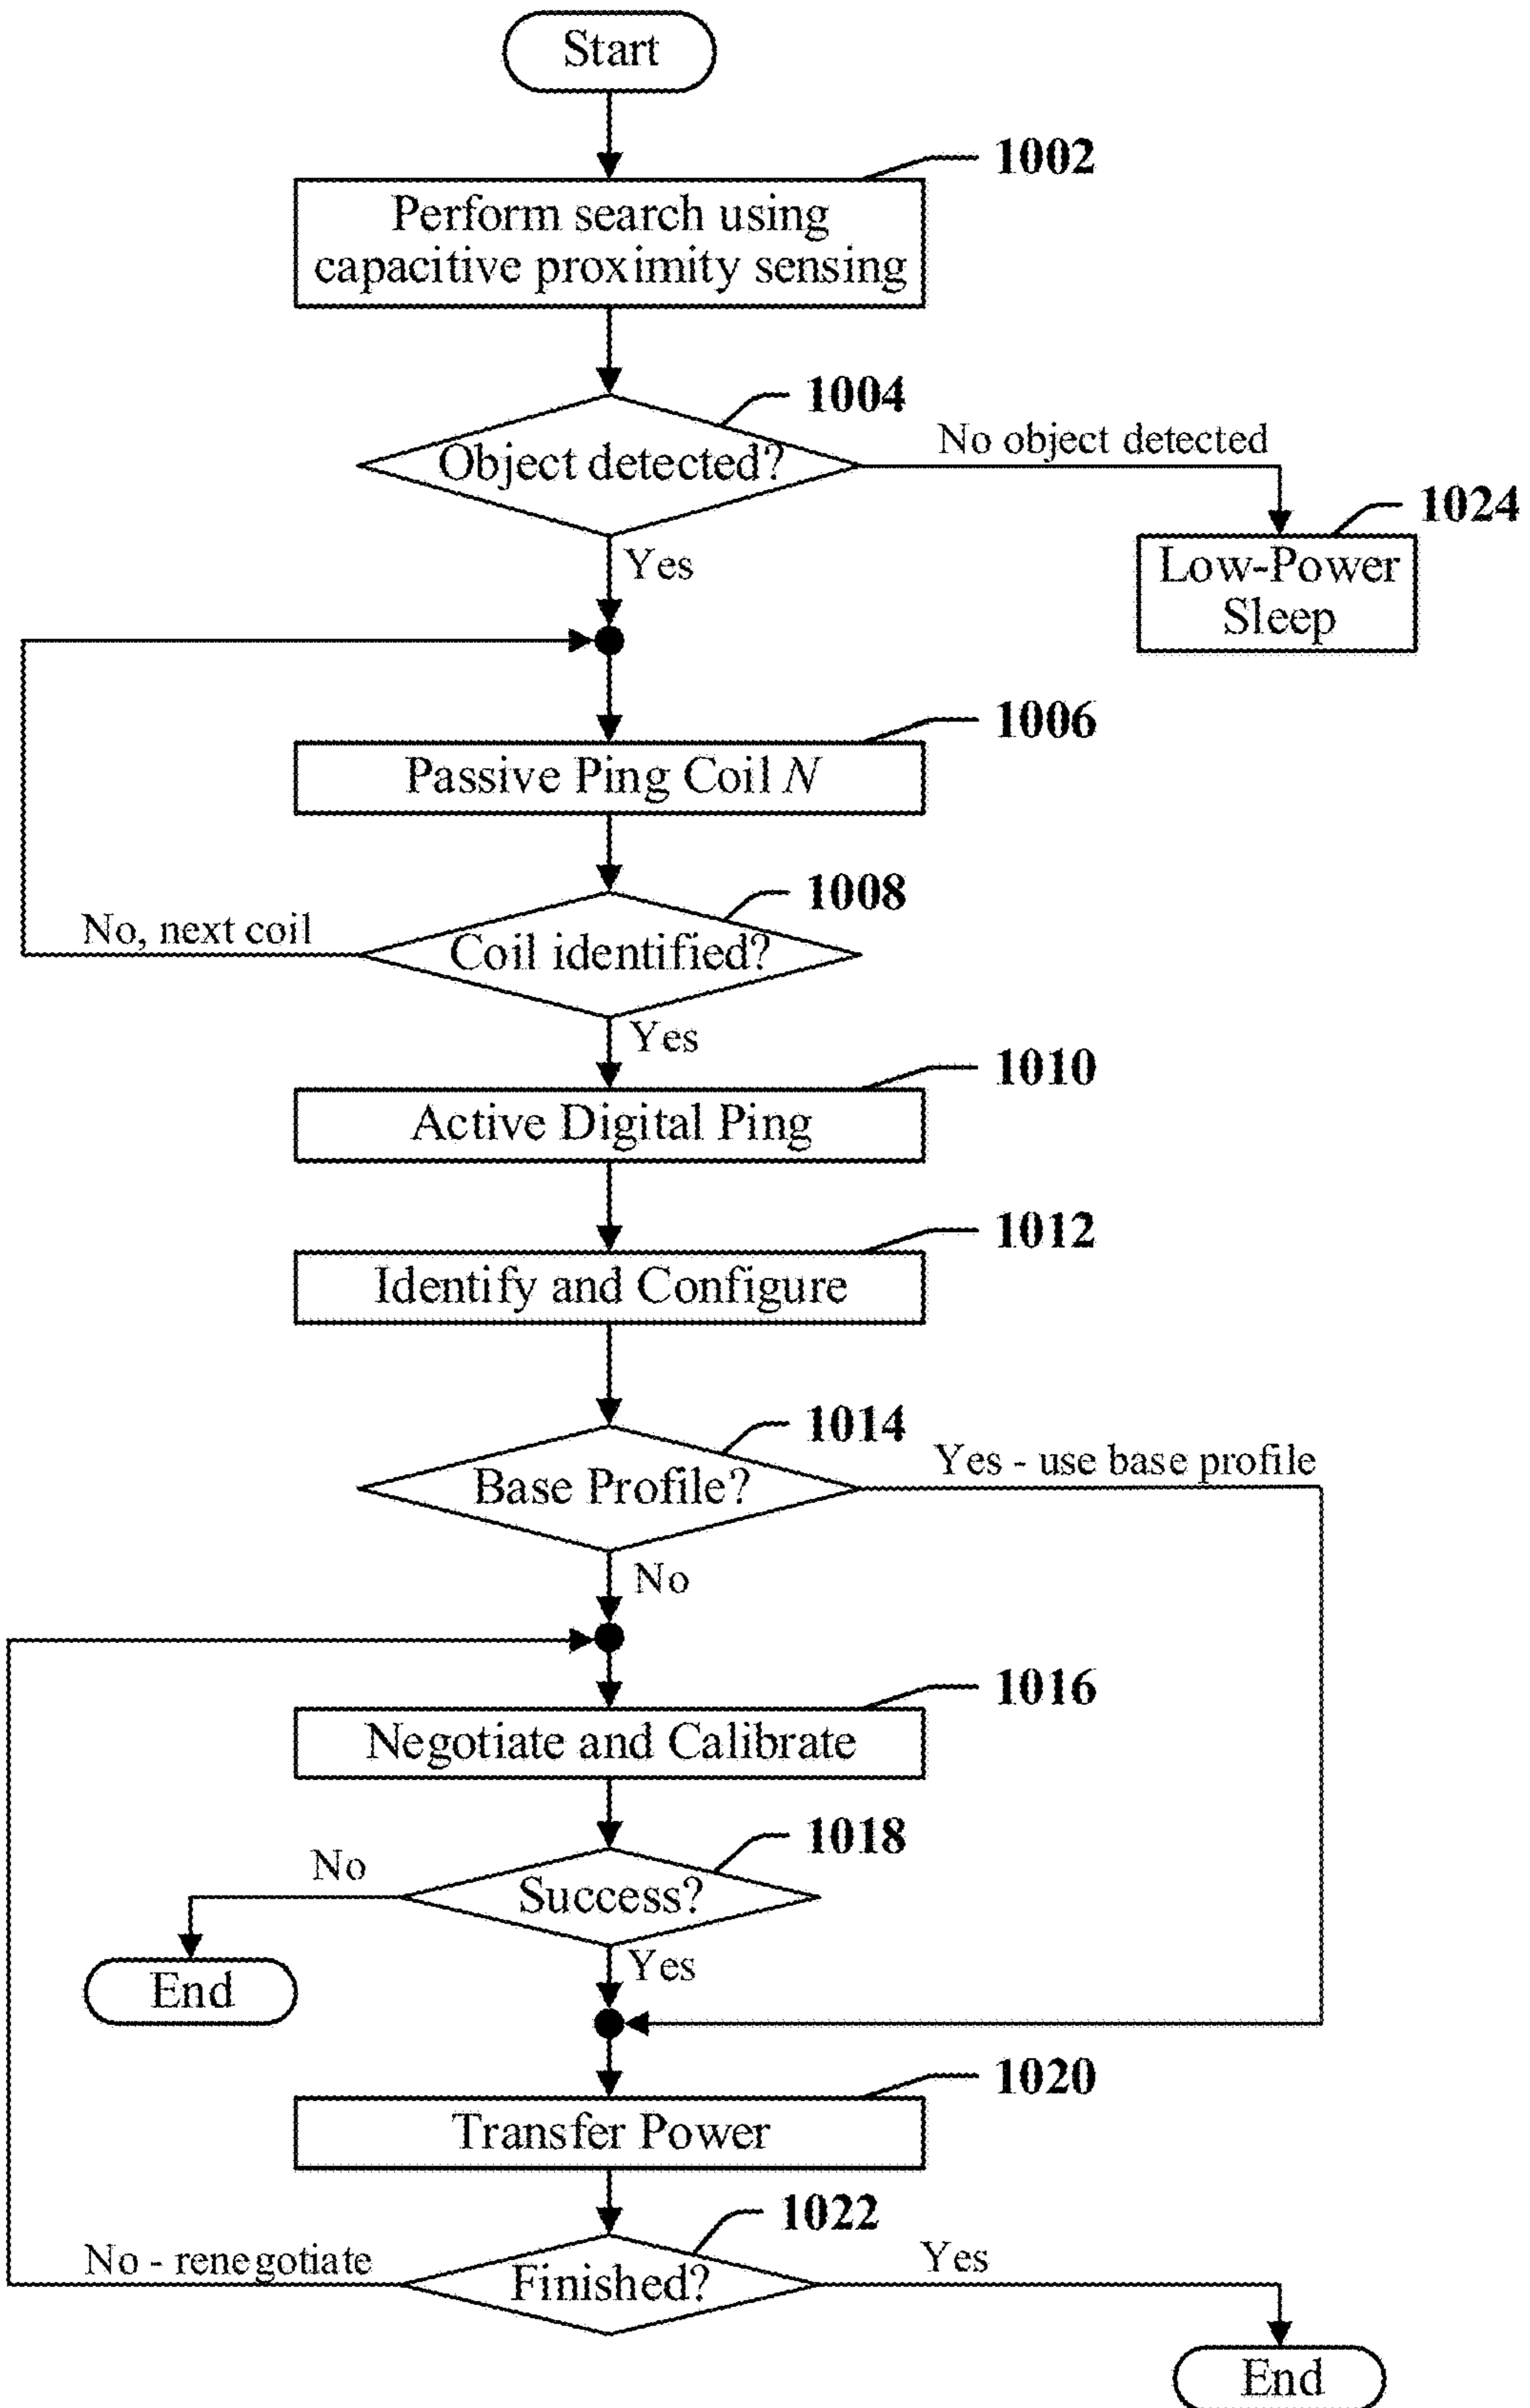 Start
1002
Perform search using
capacitive proximity sensing
1004
Object detected?
No object detected
1024
Low-Power
Sleep
Yes
1006
Passive Ping Coil N
1008
No, next coil
Coil identified?
Yes
1010
Active Digital Ping
1012
Identify and Configure
1014
Base Profile?
Yes - use base profile
No
1016
Negotiate and Calibrate
1018
No
Success?
End
Yes
1020
Transfer Power
1022
No - renegotiate
Finished?
Yes
End